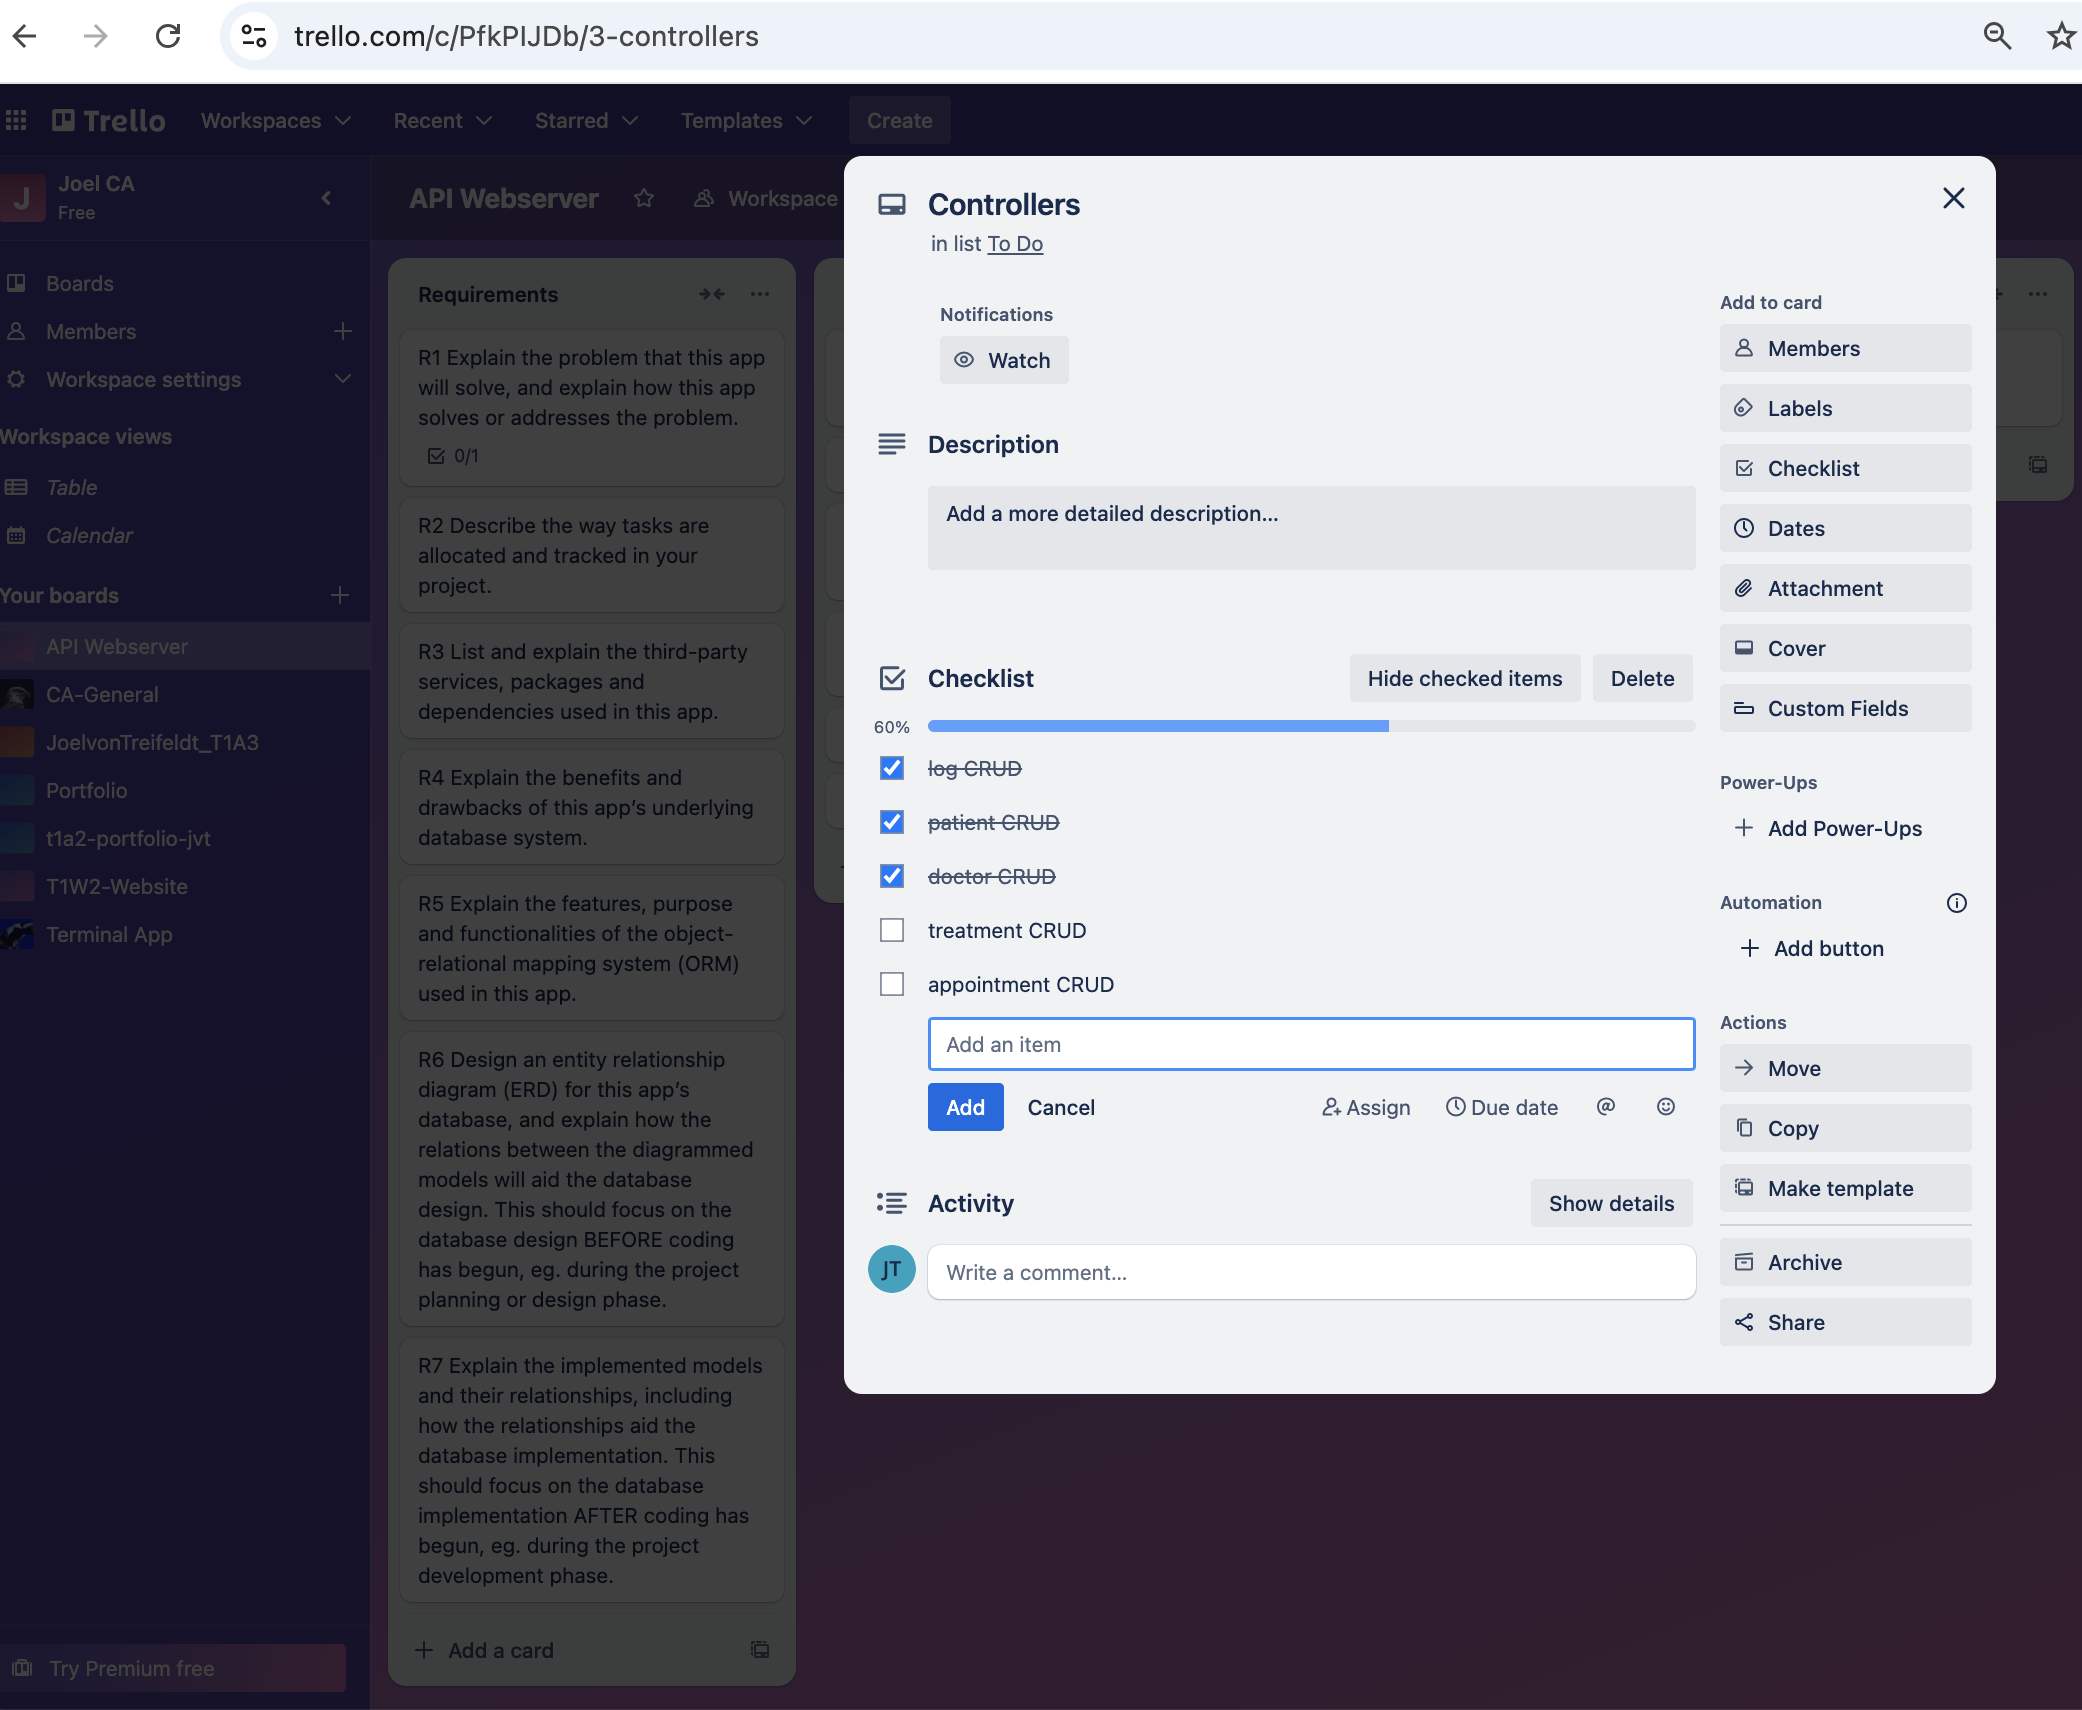 trello.com/c/PfkPIJDb/3-controllers
Trello
Workspaces
Recent
Starred
Templates
Create
J
Joel CA
Free
Boards
Members
Workspace settings
Workspace views
Table
Calendar
Your boards
API Webserver
CA-General
JoelvonTreifeldt_T1A3
Portfolio
t1a2-portfolio-jvt
T1W2-Website
Terminal App
Try Premium free
API Webserver
Workspace
Requirements
R1 Explain the problem that this app
will solve, and explain how this app
solves or addresses the problem.
0/1
R2 Describe the way tasks are
allocated and tracked in your
project.
R3 List and explain the third-party
services, packages and
dependencies used in this app.
R4 Explain the benefits and
drawbacks of this app's underlying
database system.
R5 Explain the features, purpose
and functionalities of the object-
relational mapping system (ORM)
used in this app.
R6 Design an entity relationship
diagram (ERD) for this app's
database, and explain how the
relations between the diagrammed
models will aid the database
design. This should focus on the
database design BEFORE coding
has begun, eg. during the project
planning or design phase.
R7 Explain the implemented models
and their relationships, including
how the relationships aid the
database implementation. This
should focus on the database
implementation AFTER coding has
begun, eg. during the project
development phase.
Add a card
Controllers
in list To Do
Notifications
Watch
Description
Add a more detailed description...
Checklist
Hide checked items
Delete
60%
log CRUD
patient CRUD
doctor CRUD
treatment CRUD
appointment CRUD
Add an item
Add
Cancel
Assign
Due date
Activity
Show details
JT
Write a comment...
Add to card
Members
Labels
Checklist
Dates
Attachment
Cover
Custom Fields
Power-Ups
Add Power-Ups
Automation
Add button
Actions
Move
Copy
Make template
Archive
Share